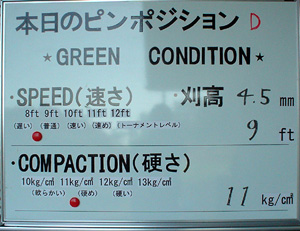 本日のピンポジション D
★GREEN CONDITION★
・SPEED(速さ) ・刈高 4.5 mm
8ft 9ft 10ft 11ft 12ft
(遅い) (普通) (速い) (速め) (トーナメントレベル)
9 ft
・COMPACTION(硬さ)
10kg/c㎡ 11kg/c㎡ 12kg/c㎡ 13kg/c㎡
(軟らかい) (硬め) (硬い)
11 kg/c㎡